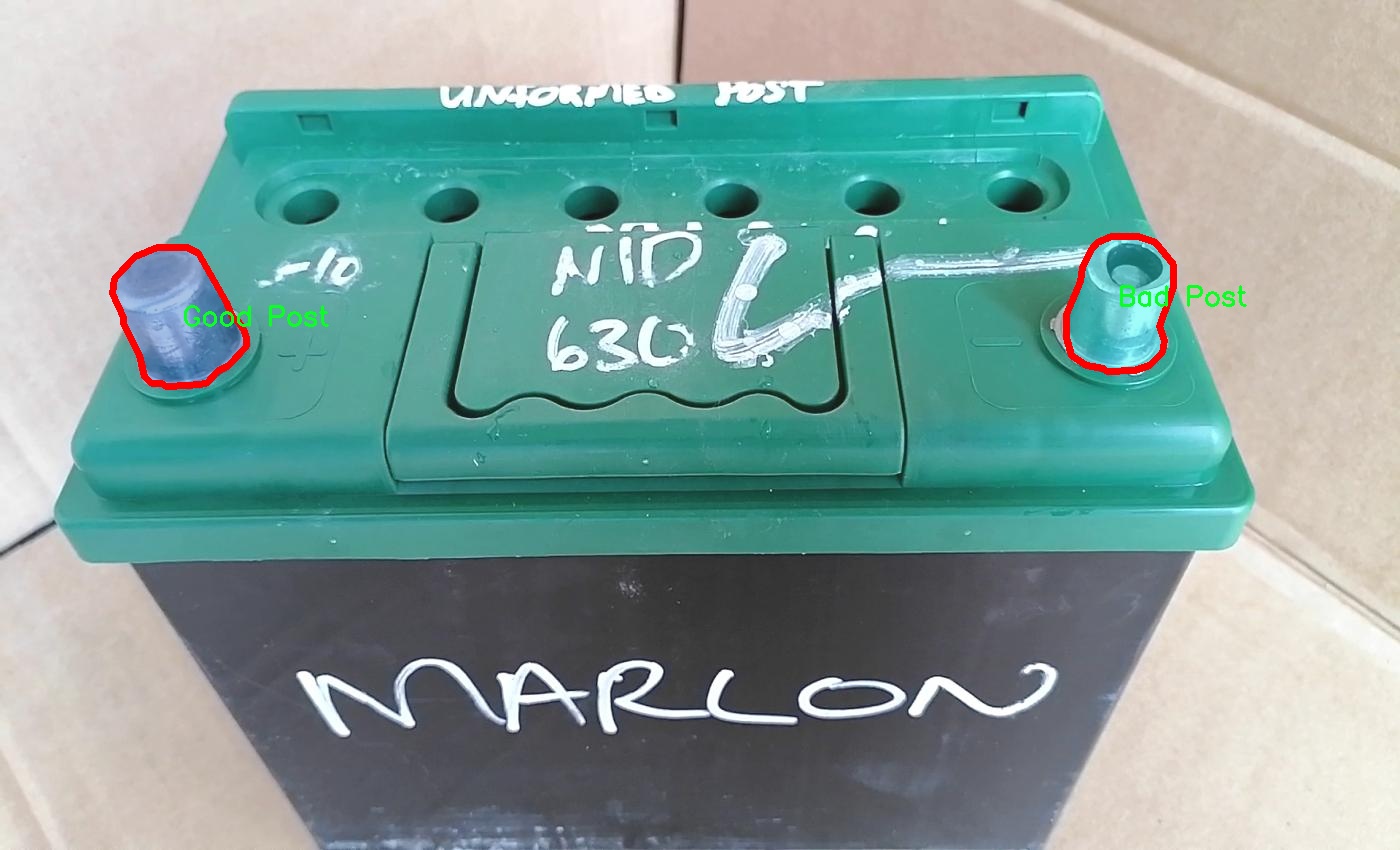 UNFORMED POST
-10
NTD
Good Post
Bad Post
630
MARLON